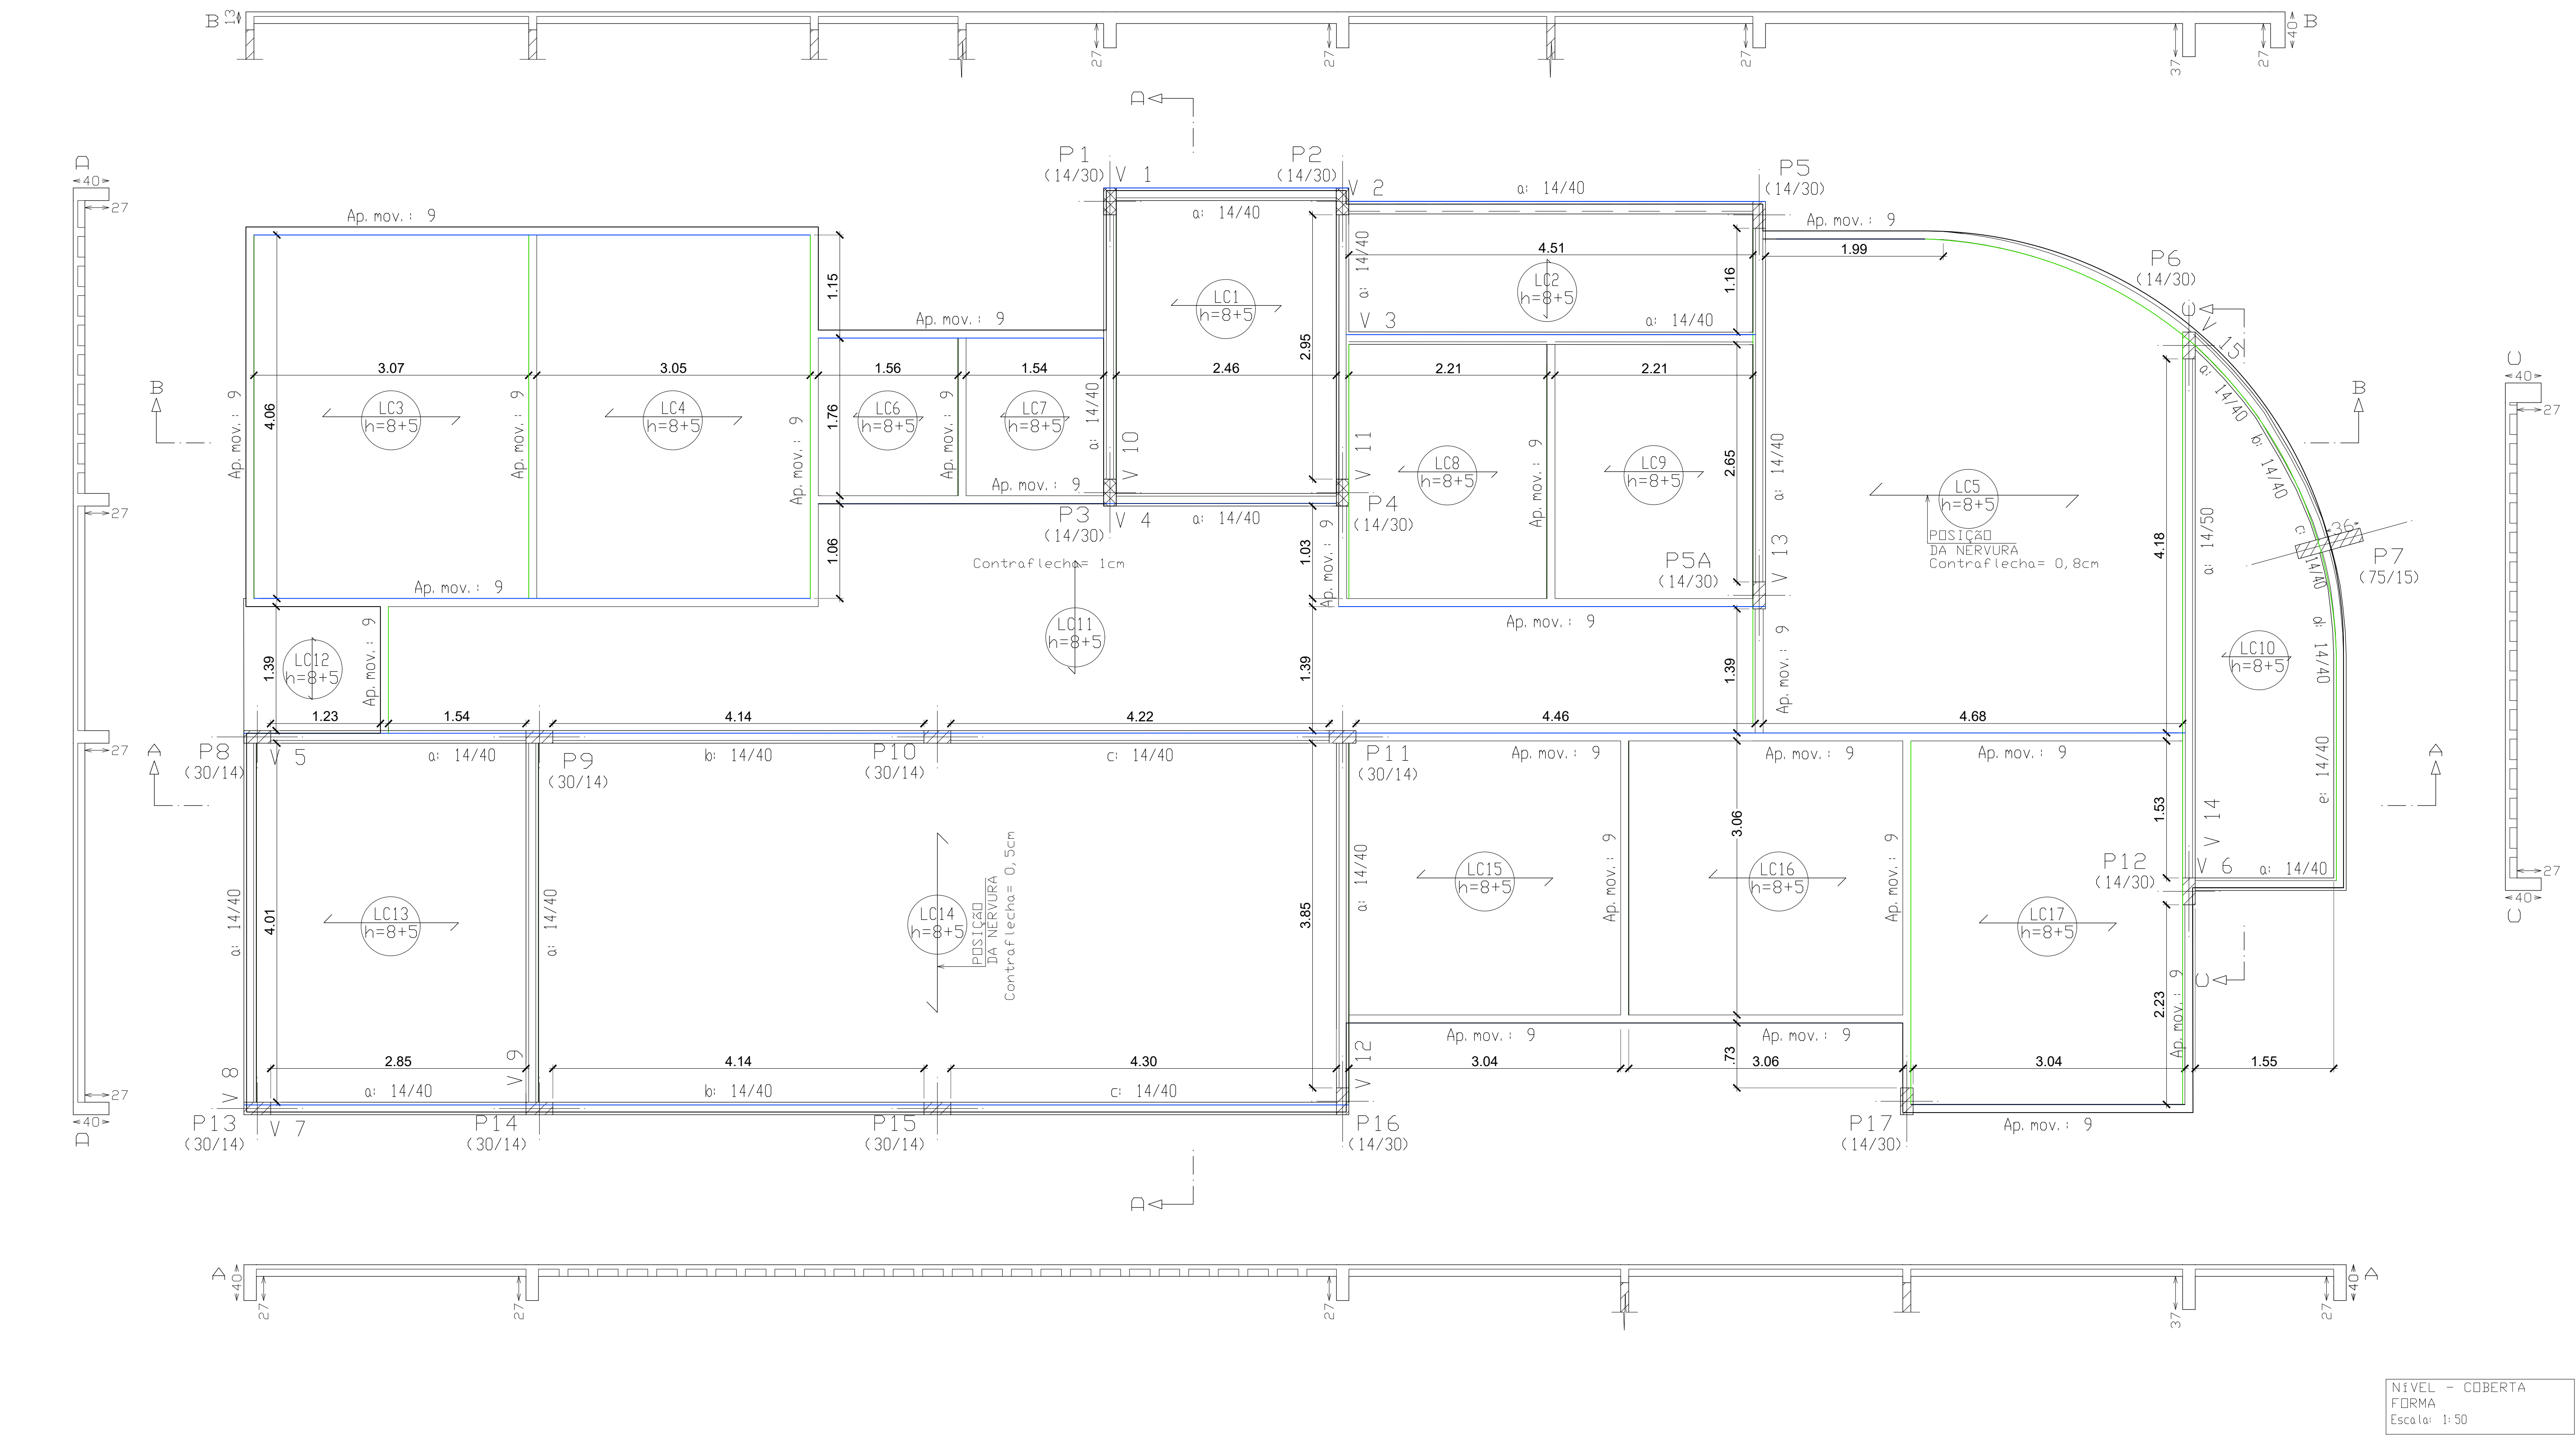 B
13
27
27
27
37
27
40
B
D
D
40
27
P1
(14/30)
V 1
P2
(14/30)
V 2
a: 14/40
P5
(14/30)
Ap. mov.: 9
a: 14/40
Ap. mov.: 9
1.99
P6
(14/30)
C
V 15
1.15
4.51
1.16
LC2
h=8+5
a: 14/40
LC1
h=8+5
Ap. mov.: 9
V 3
a: 14/40
2.95
3.07
3.05
1.56
1.54
2.46
2.21
2.21
C
40
27
B
B
4.06
Ap. mov.: 9
LC3
h=8+5
Ap. mov.: 9
LC4
h=8+5
Ap. mov.: 9
1.76
LC6
h=8+5
Ap. mov.: 9
LC7
h=8+5
a: 14/40
V 10
V 11
LC8
h=8+5
Ap. mov.: 9
LC9
h=8+5
2.65
a: 14/40
LC5
h=8+5
a: 14/40
b: 14/40
c: 14/40
d: 14/40
Ap. mov.: 9
27
P3
(14/30)
V 4
a: 14/40
P4
(14/30)
1.06
1.03
Ap. mov.: 9
P5A
(14/30)
V 13
POSIÇÃO
DA NERVURA
Contraflecha= 0,8cm
4.18
a: 14/50
36
P7
(75/15)
Contraflecha= 1cm
Ap. mov.: 9
LC11
h=8+5
Ap. mov.: 9
Ap. mov.: 9
LC12
h=8+5
1.39
Ap. mov.: 9
1.39
1.39
LC10
h=8+5
1.23
1.54
4.14
4.22
4.46
4.68
27
A
P8
(30/14)
V 5
a: 14/40
P9
(30/14)
b: 14/40
P10
(30/14)
c: 14/40
P11
(30/14)
Ap. mov.: 9
Ap. mov.: 9
Ap. mov.: 9
A
e: 14/40
1.53
V 14
P12
(14/30)
V 6
a: 14/40
27
40
C
a: 14/40
4.01
LC13
h=8+5
a: 14/40
LC14
h=8+5
POSIÇÃO
DA NERVURA
Contraflecha= 0,5cm
3.85
a: 14/40
LC15
h=8+5
Ap. mov.: 9
3.06
LC16
h=8+5
Ap. mov.: 9
LC17
h=8+5
2.23
Ap. mov.: 9
C
Ap. mov.: 9
Ap. mov.: 9
V 8
2.85
V 9
4.14
4.30
V 12
3.04
.73
3.06
3.04
1.55
27
40
D
a: 14/40
b: 14/40
c: 14/40
P13
(30/14)
V 7
P14
(30/14)
P15
(30/14)
P16
(14/30)
P17
(14/30)
Ap. mov.: 9
D
A
40
27
27
27
37
27
40
A
NÍVEL - COBERTA
FORMA
Escala: 1:50